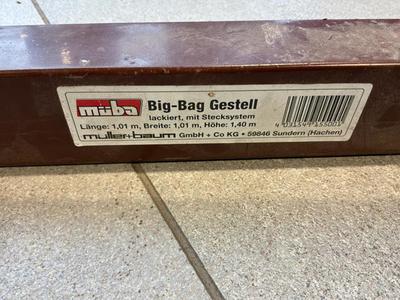 müba
Big-Bag Gestell
lackiert, mit Stecksystem
Länge: 1,01 m, Breite: 1,01 m, Höhe: 1,40 m
müller+baum GmbH + Co KG • 59846 Sundern (Hachen)